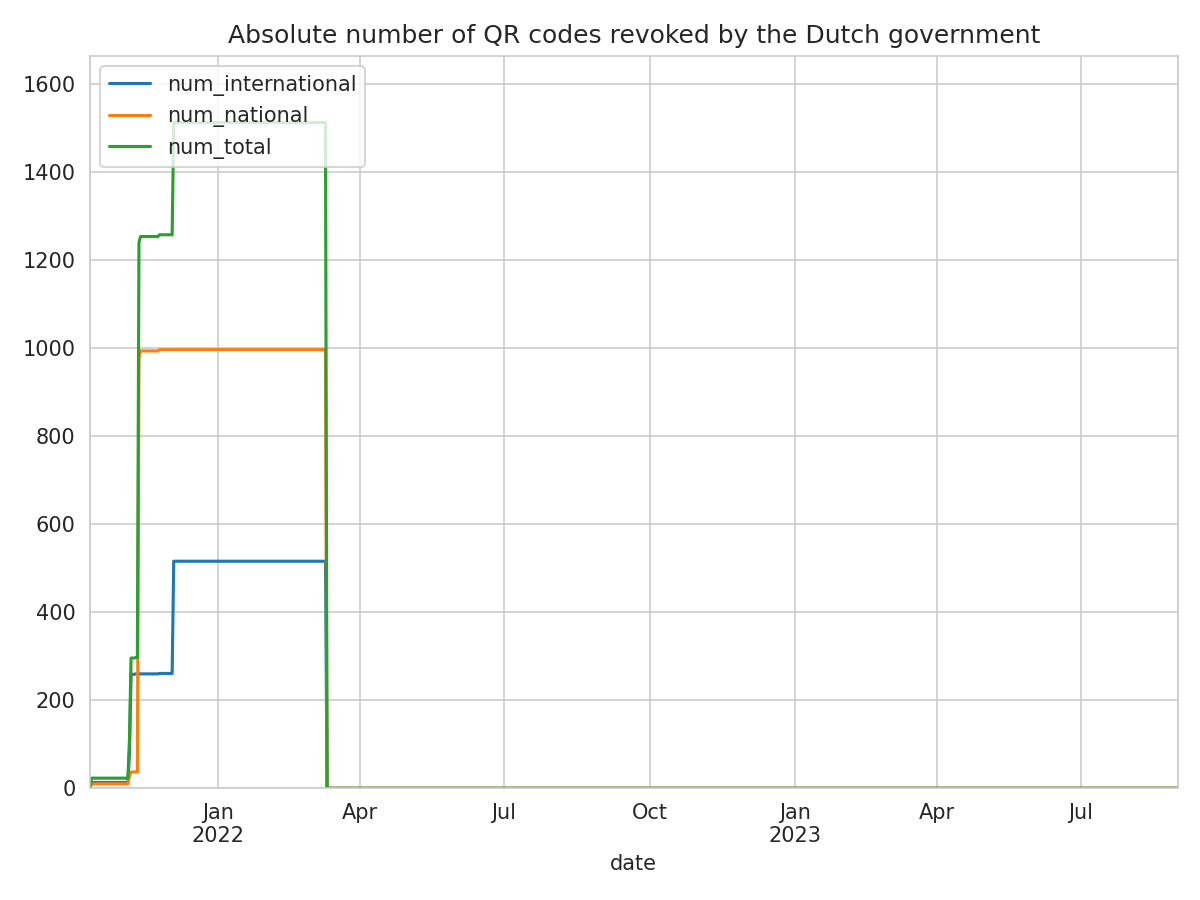 Absolute number of QR codes revoked by the Dutch government
num_international
num_national
num_total
1600
1400
1200
1000
800
600
400
200
0
Jan Apr Jul Oct Jan Apr Jul
2022 2023
date